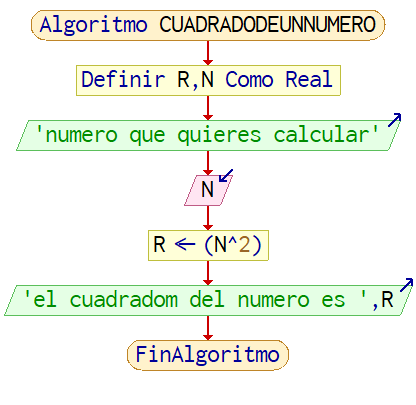 Algoritmo CUADRADODEUNNUMERO
Definir R,N Como Real
'numero que quieres calcular'
N
R ← (N^2)
'el cuadradom del numero es ',R
FinAlgoritmo